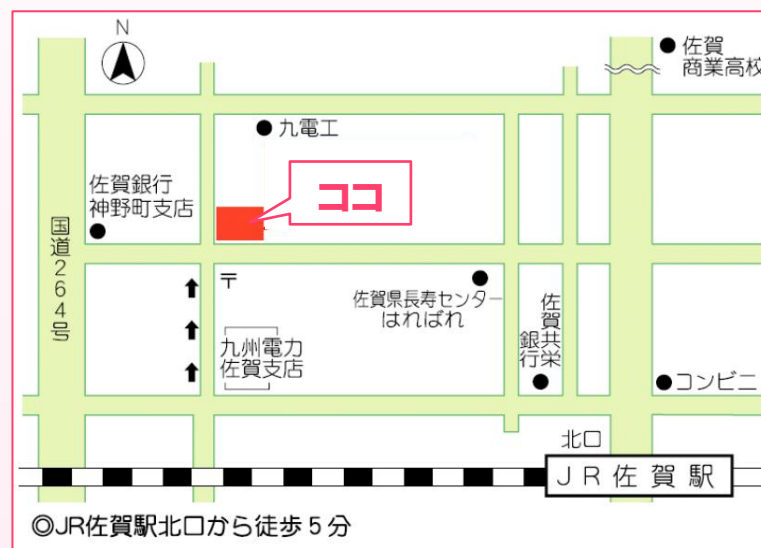 N
佐賀
商業高校
九電工
ココ
佐賀銀行
神野町支店
国道264号
〒
佐賀県長寿センター
はればれ
佐賀共栄
銀行
九州電力
佐賀支店
コンビニ
北口
JR佐賀駅
◎JR佐賀駅北口から徒歩5分